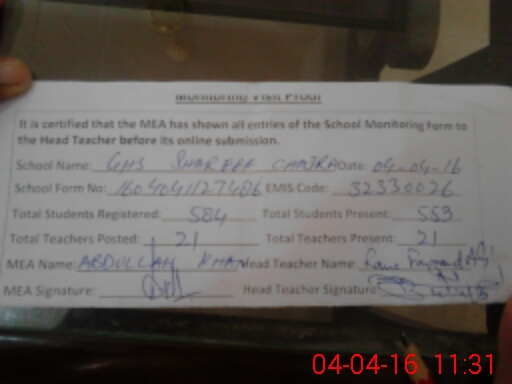 Monitoring Visit Proof
It is certified that the MEA has shown all entries of the School Monitoring form to
the Head Teacher before its online submission.
School Name: GHS SHAREFF CHAJRA Date: 04-04-16
School Form No: 1604041127486 EMIS Code: 32330026
Total Students Registered: 584 Total Students Present: 553
Total Teachers Posted: 21 Total Teachers Present: 21
MEA Name: ABDULLAH KHAN Head Teacher Name:
MEA Signature: Head Teacher Signature
04-04-16 11:31